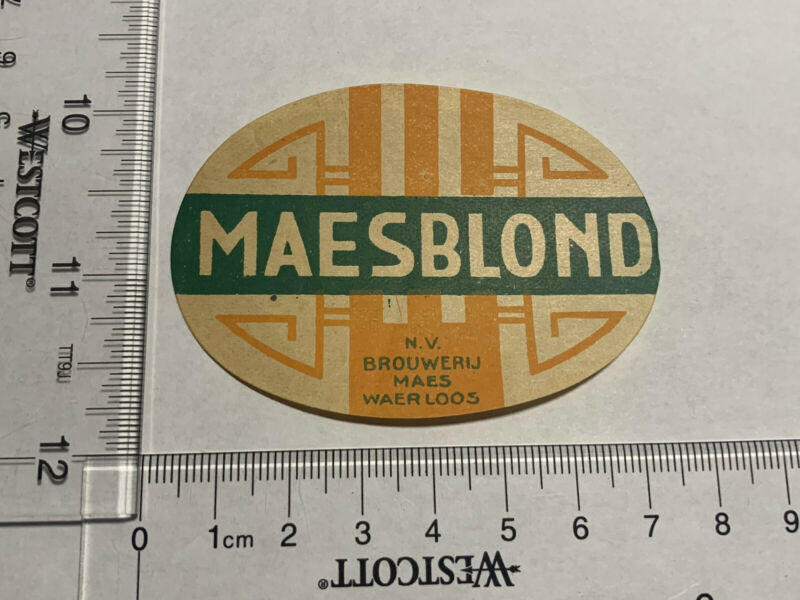 MAESBLOND
N.V.
BROUWERIJ
MAES
WAERLOOS
10
11
12
WESTCOTT®
0 1cm 2 3 4 5 6 7 8 9
WESTCOTT®